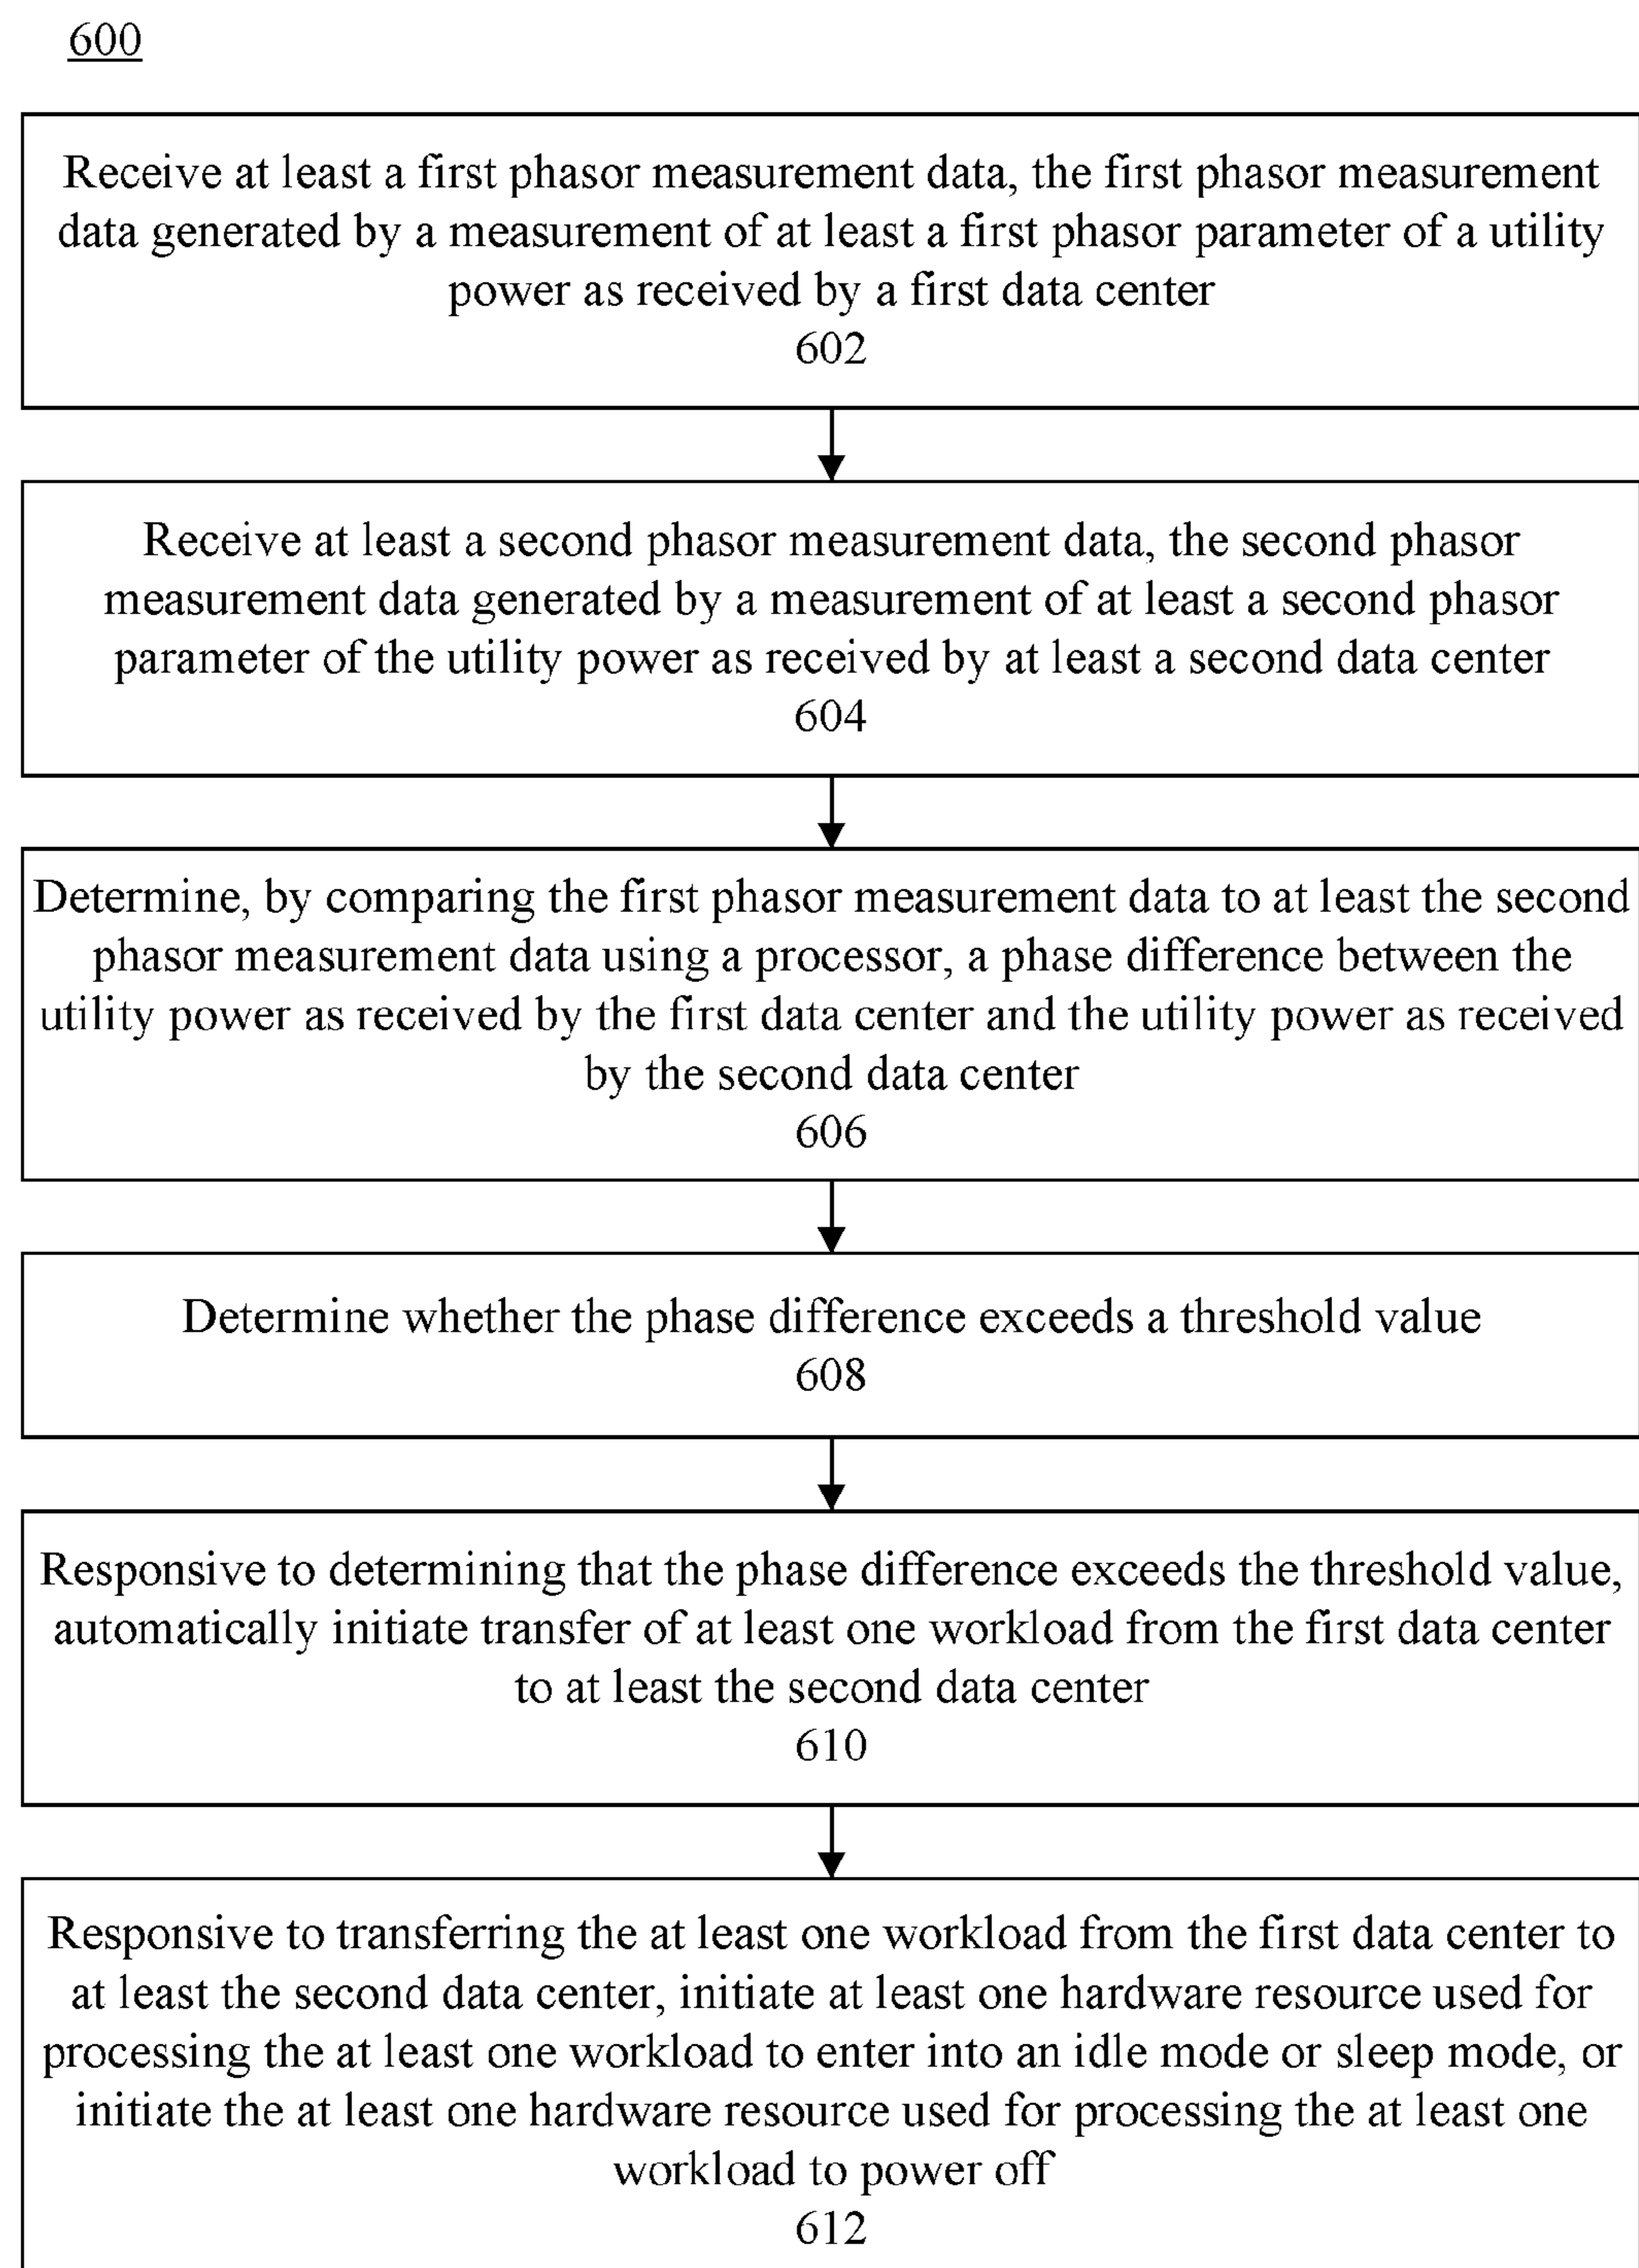 600
Receive at least a first phasor measurement data, the first phasor measurement
data generated by a measurement of at least a first phasor parameter of a utility
power as received by a first data center
602
Receive at least a second phasor measurement data, the second phasor
measurement data generated by a measurement of at least a second phasor
parameter of the utility power as received by at least a second data center
604
Determine, by comparing the first phasor measurement data to at least the second
phasor measurement data using a processor, a phase difference between the
utility power as received by the first data center and the utility power as received
by the second data center
606
Determine whether the phase difference exceeds a threshold value
608
Responsive to determining that the phase difference exceeds the threshold value,
automatically initiate transfer of at least one workload from the first data center
to at least the second data center
610
Responsive to transferring the at least one workload from the first data center to
at least the second data center, initiate at least one hardware resource used for
processing the at least one workload to enter into an idle mode or sleep mode, or
initiate the at least one hardware resource used for processing the at least one
workload to power off
612